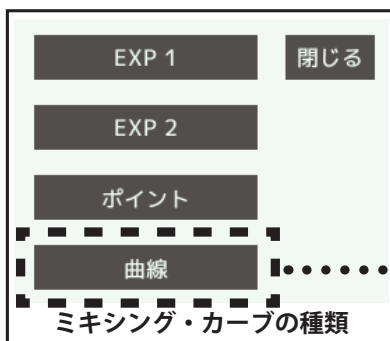 EXP 1
閉じる
EXP 2
ポイント
曲線
ミキシング・カーブの種類